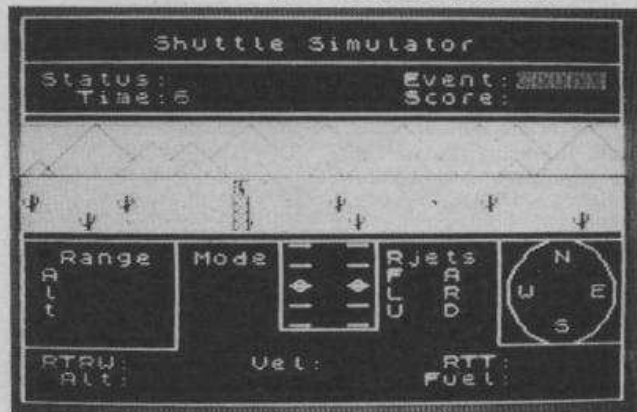 Shuttle Simulator
Status: Event:
Time:6 Score:
Range Mode Rjets N
A F A
l L R W E
t U D
S
RTRW: Vel: RTT:
Alt: Fuel: